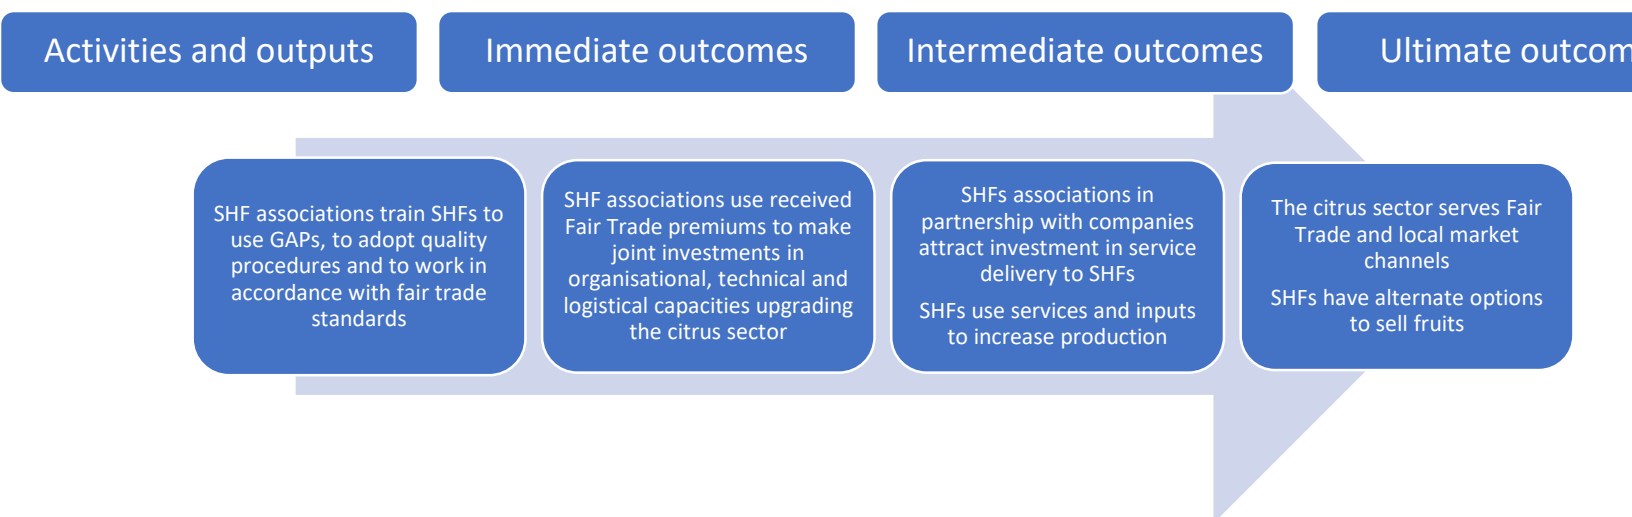 Activities and outputs
Immediate outcomes
Intermediate outcomes
Ultimate
SHF associations train SHFs to
use GAPs, to adopt quality
procedures and to work in
accordance with fair trade
standards
SHF associations use received
Fair Trade premiums to make
joint investments in
organisational, technical and
logistical capacities upgrading
the citrus sector
SHFs associations in
partnership with companies
attract investment in service
delivery to SHFs
SHFs use services and inputs
to increase production
The citrus sector serves Fair
Trade and local market
channels
SHFs have alternate options
to sell fruits